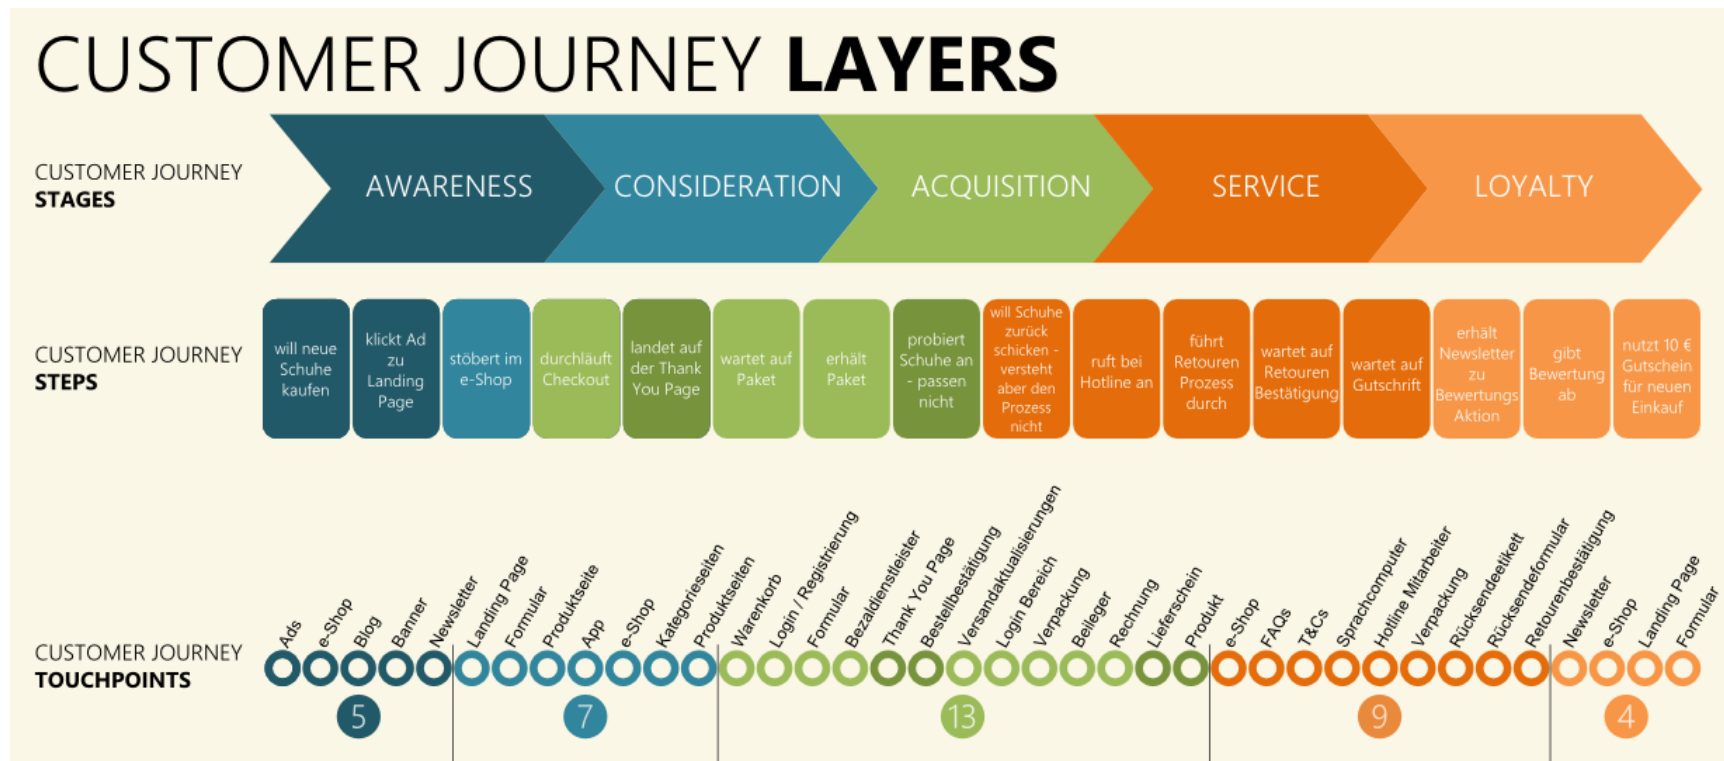 CUSTOMER JOURNEY LAYERS
CUSTOMER JOURNEY
STAGES
AWARENESS
CONSIDERATION
ACQUISITION
SERVICE
LOYALTY
CUSTOMER JOURNEY
STEPS
will neue
Schuhe
kaufen
klickt Ad
zu
Landing
Page
stöbert im
e-Shop
durchläuft
Checkout
landet auf
der Thank
You Page
wartet auf
Paket
erhält
Paket
probiert
Schuhe an
- passen
nicht
will Schuhe
zurück
schicken -
versteht
aber den
Prozess
nicht
ruft bei
Hotline an
führt
Retouren
Prozess
durch
wartet auf
Retouren
Bestätigung
wartet auf
Gutschrift
erhält
Newsletter
zu
Bewertungs
Aktion
gibt
Bewertung
ab
nutzt 10 €
Gutschein
für neuen
Einkauf
CUSTOMER JOURNEY
TOUCHPOINTS
Ads
e-Shop
Blog
Banner
Newsletter
Landing Page
Formular
Produktseite
App
e-Shop
Kategorieseiten
Produktseiten
Warenkorb
Login / Registrierung
Formular
Bezahldienstleister
Thank You Page
Bestellbestätigung
Versandaktualisierungen
Login Bereich
Verpackung
Beileger
Rechnung
Lieferschein
Produkt
e-Shop
FAQs
T&Cs
Sprachcomputer
Hotline Mitarbeiter
Verpackung
Rücksendeetikett
Rücksendeformular
Retourenbestätigung
Newsletter
e-Shop
Landing Page
Formular
5
7
13
9
4